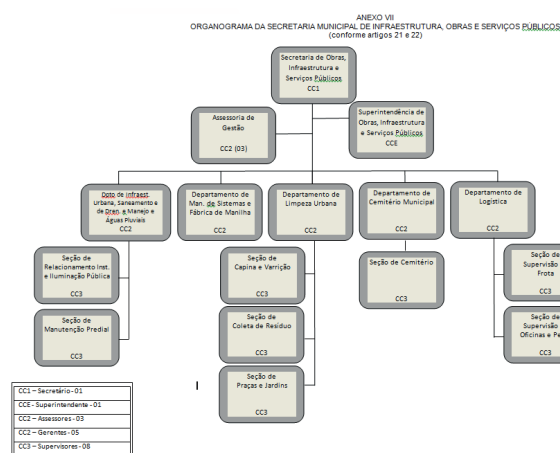 ANEXO VII
ORGANOGRAMA DA SECRETARIA MUNICIPAL DE INFRAESTRUTURA, OBRAS E SERVIÇOS PÚBLICOS
(conforme artigos 21 e 22)
Secretaria de Obras,
Infraestrutura e
Serviços Públicos
CC1
Assessoria de
Gestão
CC2 (03)
Superintendência de
Obras, Infraestrutura
e Serviços Públicos
CCE
Dpto de Infraest.
Urbana, Saneamento e
de Dren. e Manejo e
Águas Pluviais
CC2
Departamento de
Man. de Sistemas e
Fábrica de Manilha
CC2
Departamento de
Limpeza Urbana
CC2
Departamento de
Cemitério Municipal
CC2
Departamento de
Logística
CC2
Seção de
Relacionamento Inst.
e Iluminação Pública
CC3
Seção de
Manutenção Predial
CC3
Seção de
Capina e Varrição
CC3
Seção de
Coleta de Resíduo
CC3
Seção de
Praças e Jardins
CC3
Seção de Cemitério
CC3
Seção de
Supervisão
Frota
CC3
Seção de
Supervisão
Oficinas e Pe
CC3
CC1 – Secretário - 01
CCE - Superintendente - 01
CC2 – Assessores - 03
CC2 – Gerentes - 05
CC3 – Supervisores - 08